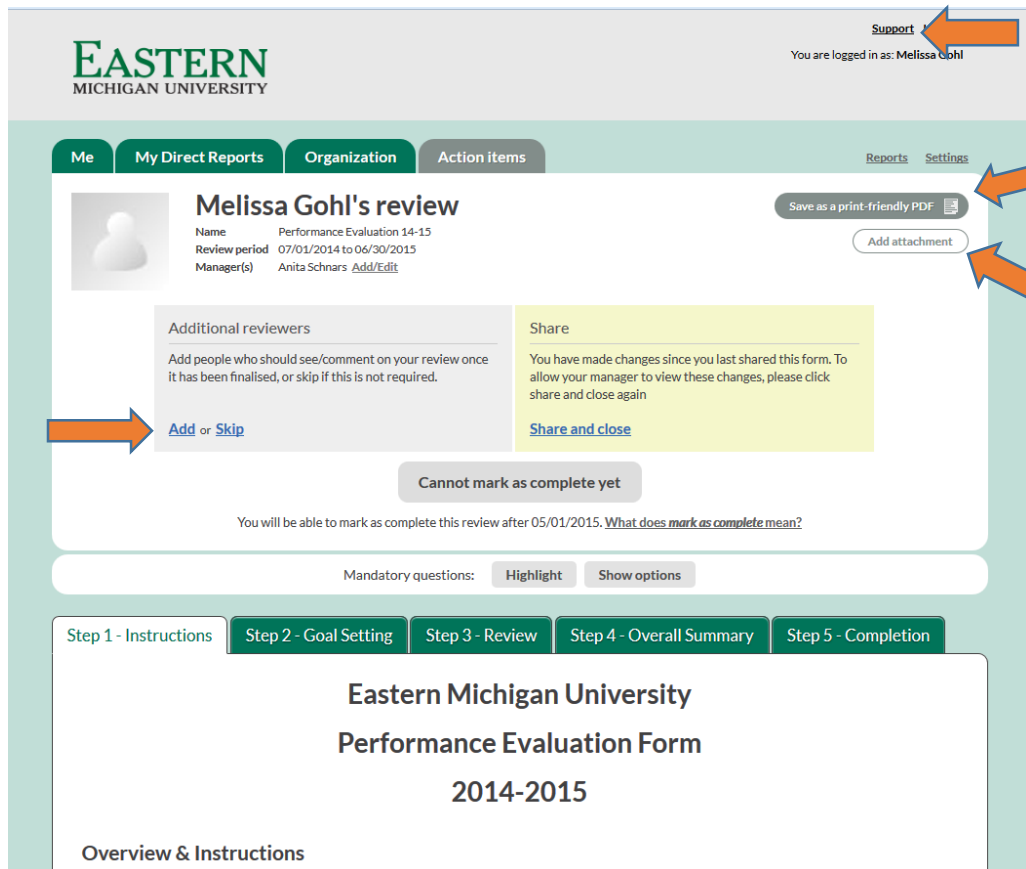 Support
EASTERN
MICHIGAN UNIVERSITY
You are logged in as: Melissa Gohl
Me My Direct Reports Organization Action items Reports Settings
Melissa Gohl's review
Name Performance Evaluation 14-15
Review period 07/01/2014 to 06/30/2015
Manager(s) Anita Schnars Add/Edit
Save as a print-friendly PDF
Add attachment
Additional reviewers
Add people who should see/comment on your review once
it has been finalised, or skip if this is not required.
Add or Skip
Share
You have made changes since you last shared this form. To
allow your manager to view these changes, please click
share and close again
Share and close
Cannot mark as complete yet
You will be able to mark as complete this review after 05/01/2015. What does mark as complete mean?
Mandatory questions: Highlight Show options
Step 1 - Instructions Step 2 - Goal Setting Step 3 - Review Step 4 - Overall Summary Step 5 - Completion
Eastern Michigan University
Performance Evaluation Form
2014-2015
Overview & Instructions